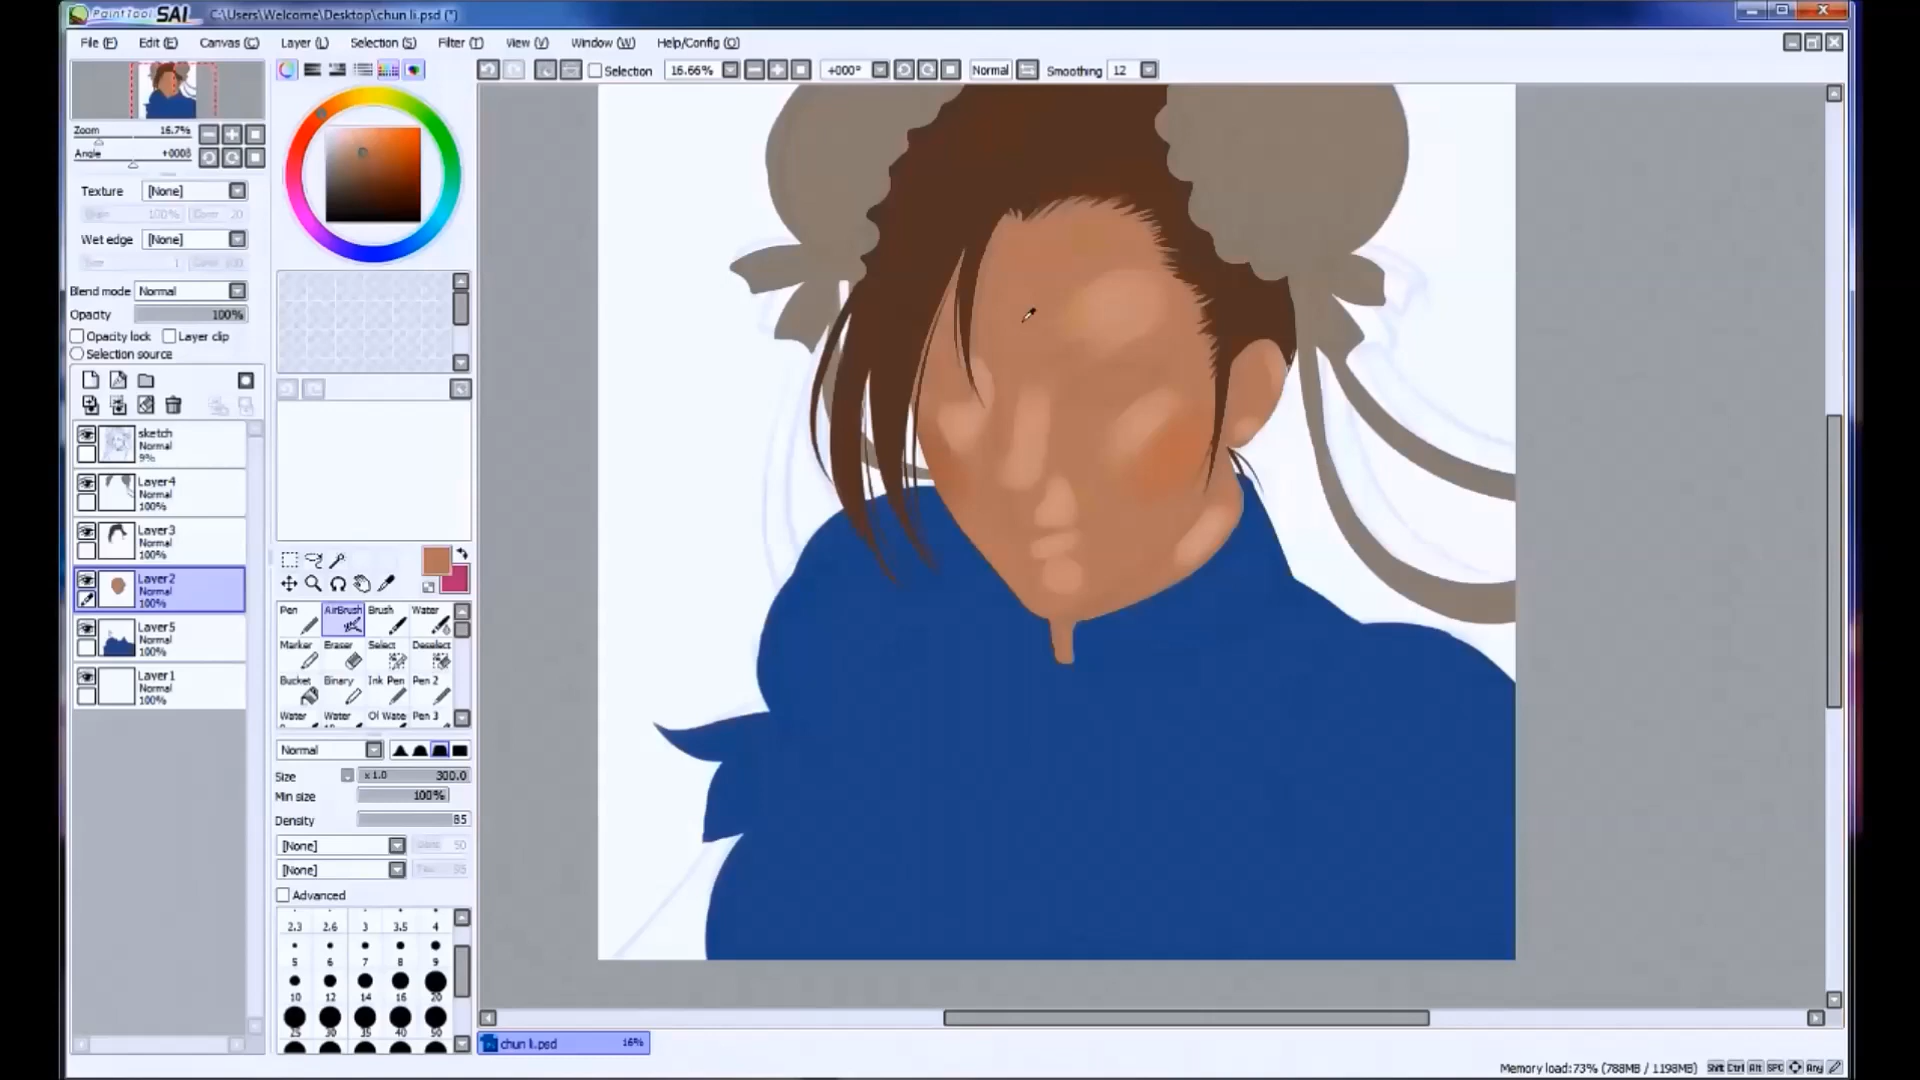 PaintTool SAI C:\Users\Welcome\Desktop\chun li.psd (*)
File (F) Edit (E) Canvas (C) Layer (L) Selection (S) Filter (T) View (V) Window (W) Help/Config (O)
Selection 16.66% +000° Normal Smoothing 12
Zoom 16.7%
Angle
Texture [None]
100% 20
Wet edge [None]
1 100
Blend mode Normal
Opacity 100%
Opacity lock Layer clip
Selection source
sketch
Normal
9%
Layer4
Normal
100%
Layer3
Normal
100%
Layer2
Normal
100%
Layer5
Normal
100%
Layer1
Normal
100%
Pen AirBrush Brush Water
Marker Eraser Select Deselect
Bucket Binary Ink Pen Pen 2
Water Water Ol Wate Pen 3
Normal
Size x 1.0 300.0
Min size 100%
Density 85
[None] 50
[None] 95
Advanced
2.3 2.6 3 3.5 4
5 6 7 8 9
10 12 14 16 20
25 30 35 40 50
chun li.psd 16%
Memory load:73% (788MB / 1198MB) Shft Ctrl Alt SPC Any